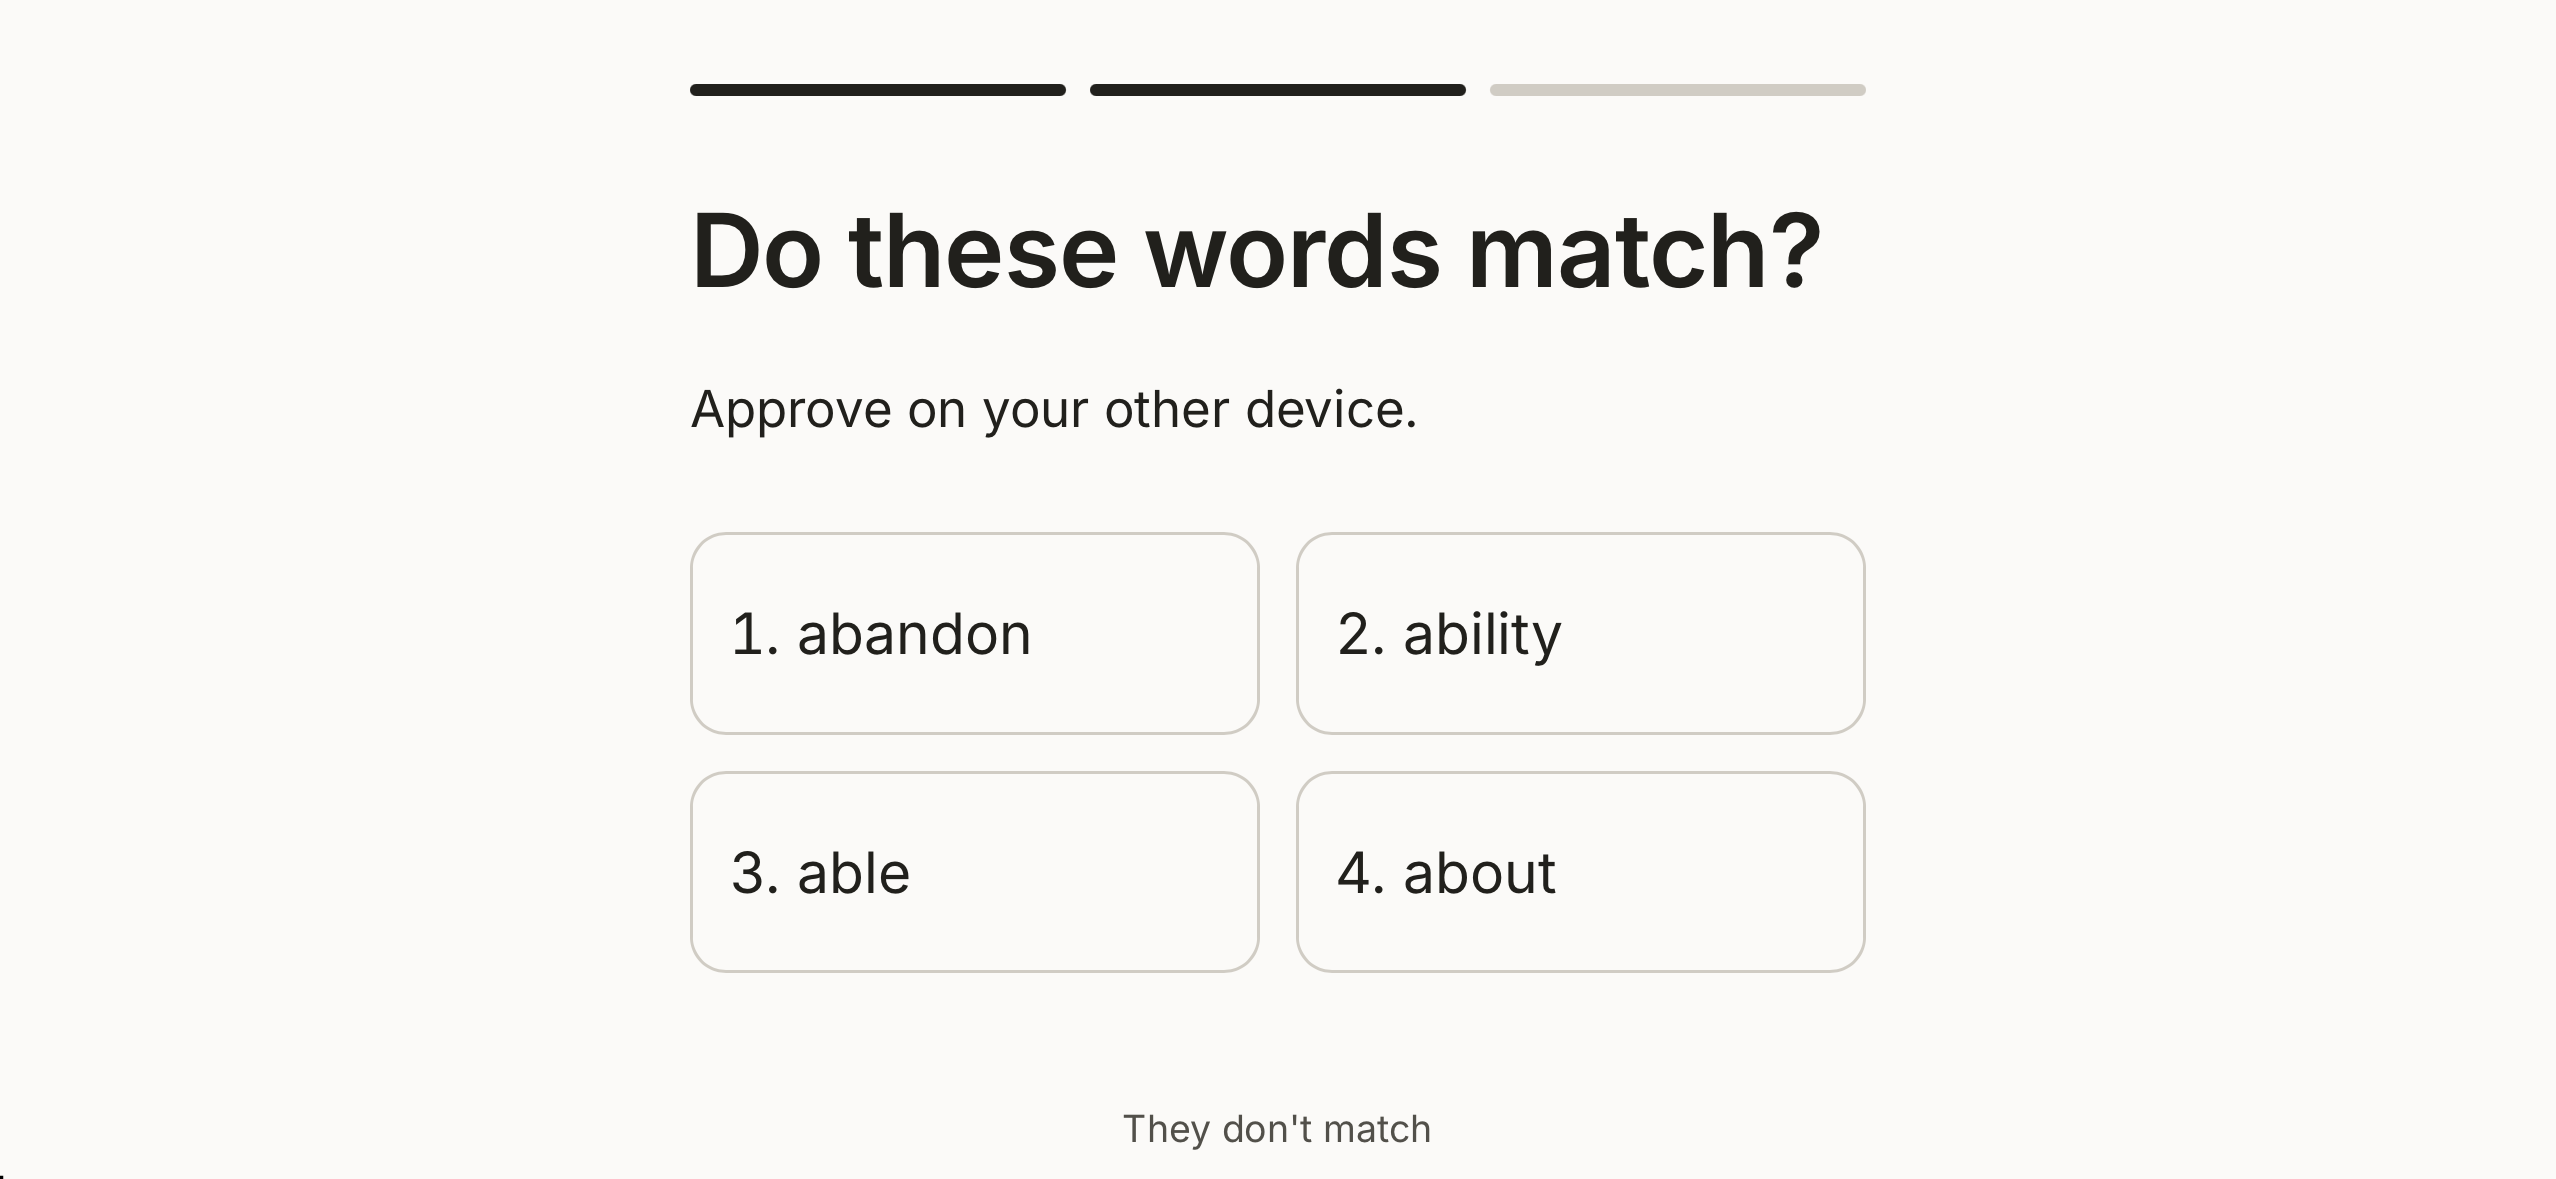 Do these words match?
Approve on your other device.
1. abandon
2. ability
3. able
4. about
They don't match